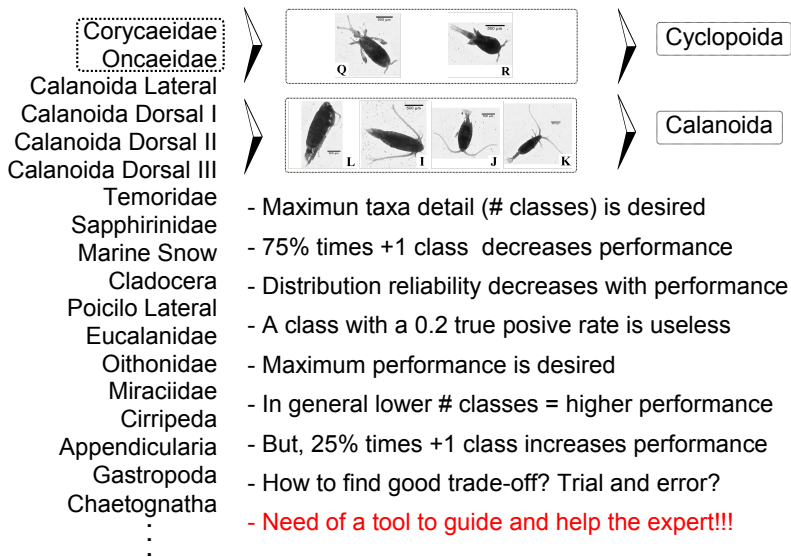 Corycaeidae
Oncaeidae
Calanoida Lateral
Calanoida Dorsal I
Calanoida Dorsal II
Calanoida Dorsal III
Temoridae
Sapphirinidae
Marine Snow
Cladocera
Poicilo Lateral
Eucalanidae
Oithonidae
Miraciidae
Cirripeda
Appendicularia
Gastropoda
Chaetognatha
Q
R
Cyclopoida
L
I
J
K
Calanoida
- Maximun taxa detail (# classes) is desired
- 75% times +1 class decreases performance
- Distribution reliability decreases with performance
- A class with a 0.2 true posive rate is useless
- Maximum performance is desired
- In general lower # classes = higher performance
- But, 25% times +1 class increases performance
- How to find good trade-off? Trial and error?
- Need of a tool to guide and help the expert!!!